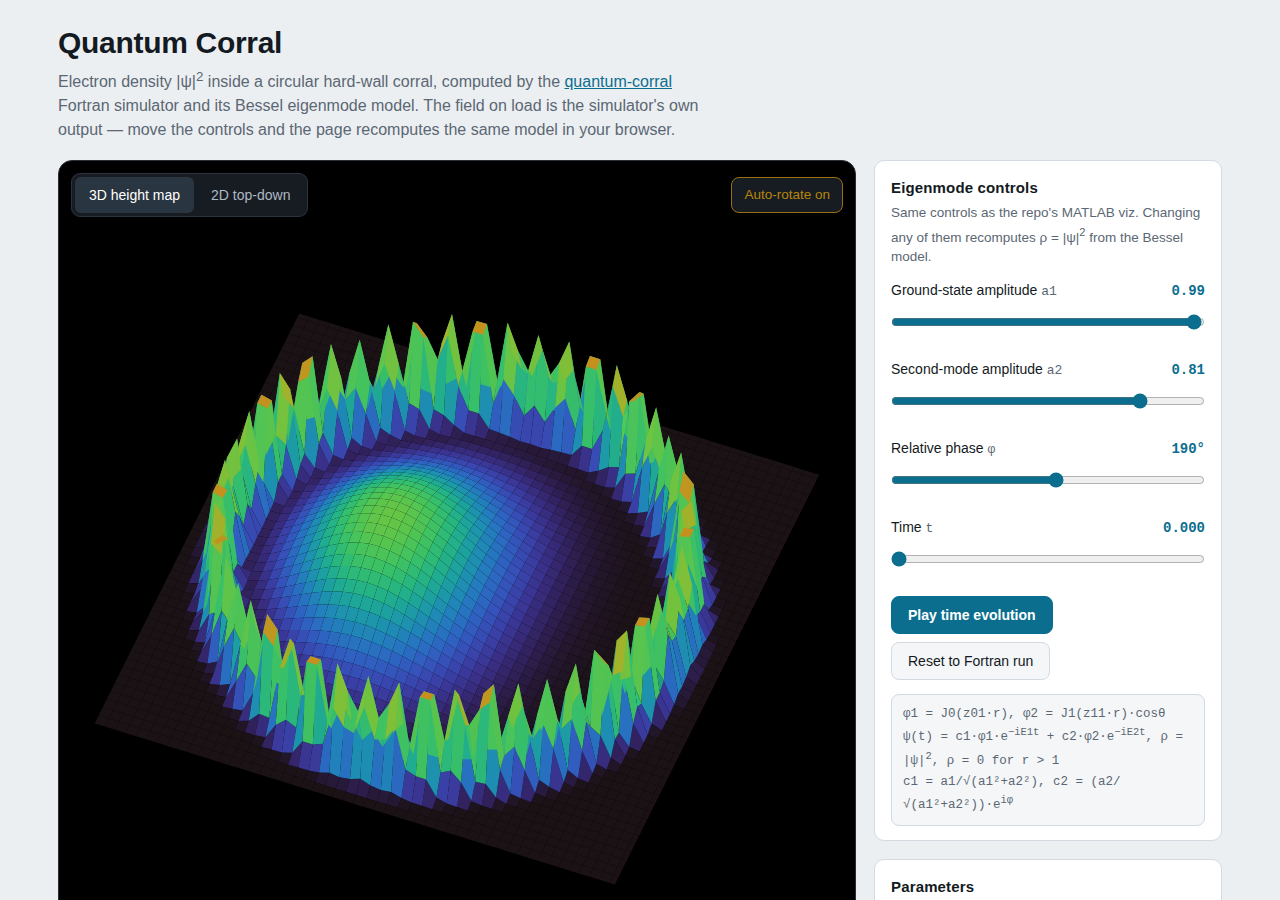 Quantum Corral
Electron density |ψ|² inside a circular hard-wall corral, computed by the quantum-corral
Fortran simulator and its Bessel eigenmode model. The field on load is the simulator's own
output — move the controls and the page recomputes the same model in your browser.
3D height map
2D top-down
Auto-rotate on
Eigenmode controls
Same controls as the repo's MATLAB viz. Changing
any of them recomputes ρ = |ψ|² from the Bessel
model.
Ground-state amplitude a1 0.99
Second-mode amplitude a2 0.81
Relative phase φ 190°
Time t 0.000
Play time evolution
Reset to Fortran run
φ1 = J0(z01·r), φ2 = J1(z11·r)·cosθ
ψ(t) = c1·φ1·e⁻ⁱᴱ¹ᵗ + c2·φ2·e⁻ⁱᴱ²ᵗ, ρ =
|ψ|², ρ = 0 for r > 1
c1 = a1/√(a1²+a2²), c2 = (a2/
√(a1²+a2²))·eⁱᵠ
Parameters